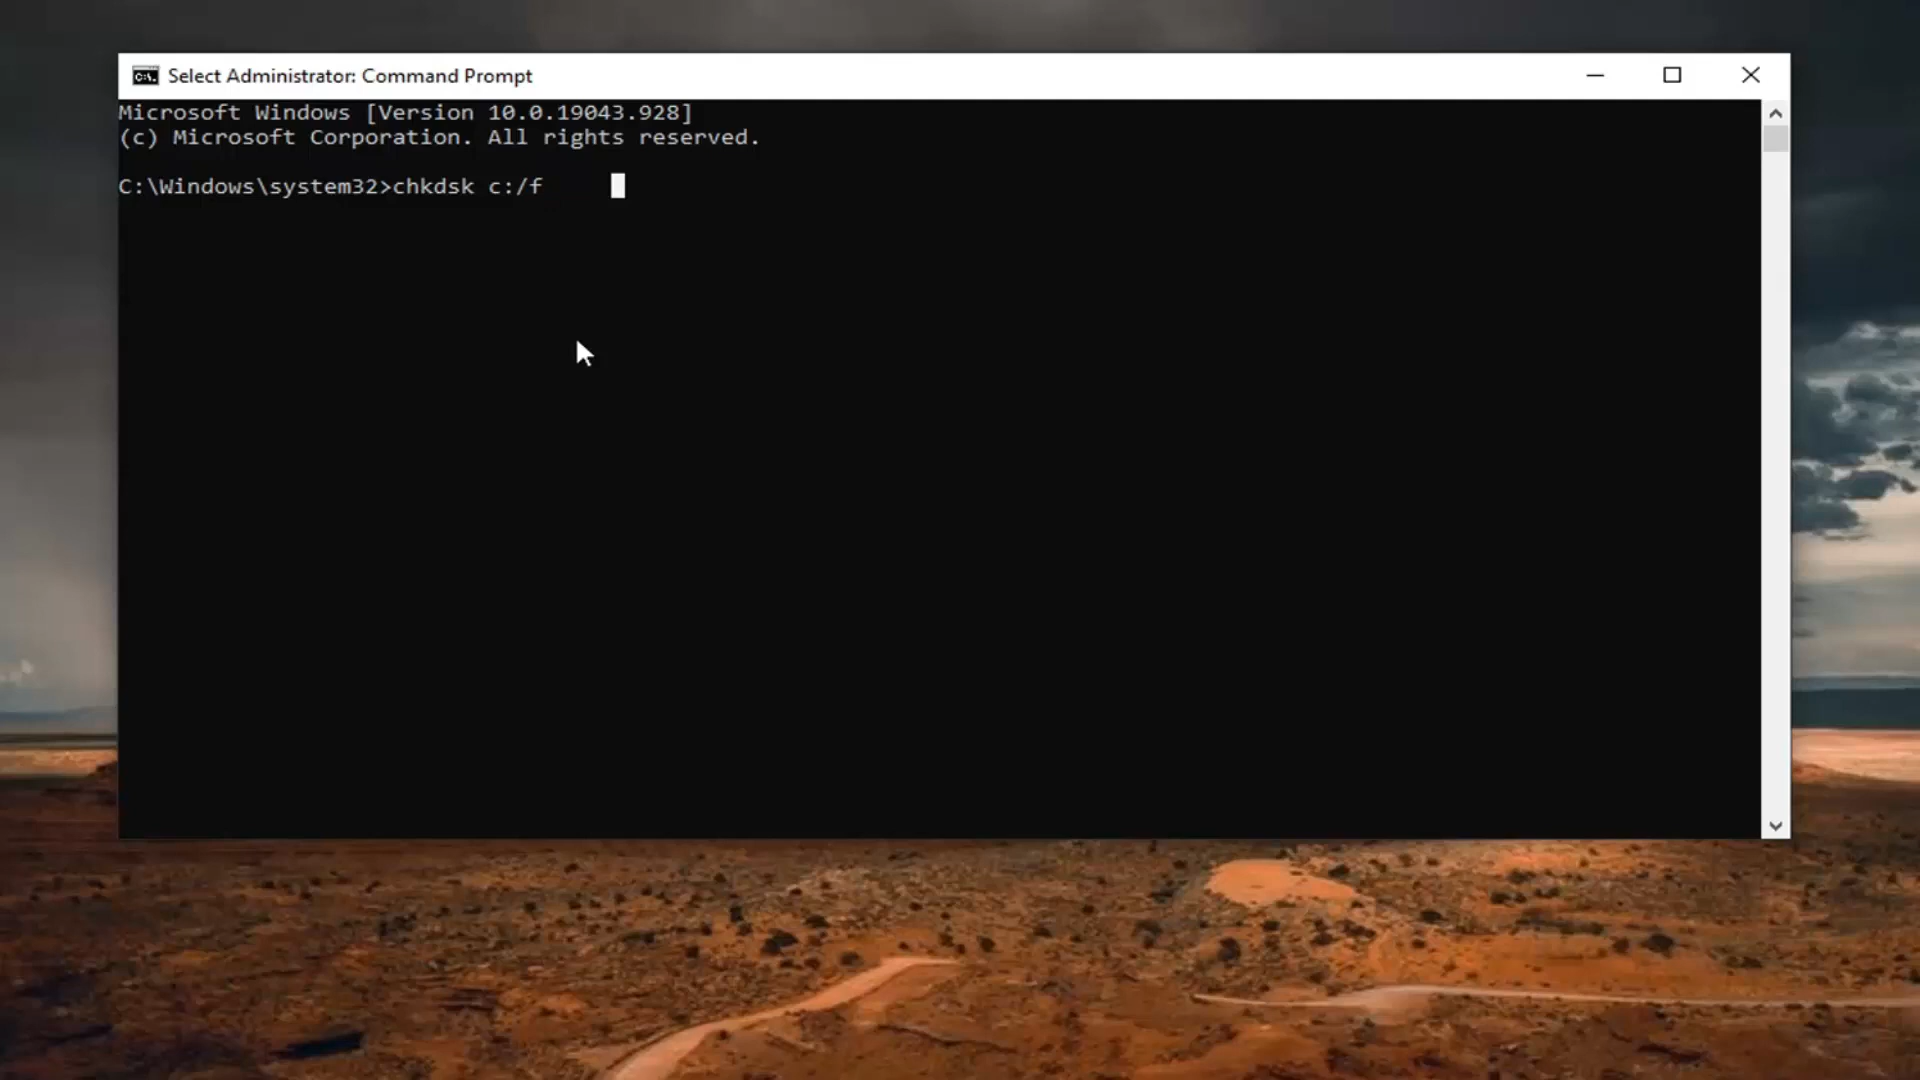 Select Administrator: Command Prompt
Microsoft Windows [Version 10.0.19043.928]
(c) Microsoft Corporation. All rights reserved.
C:\Windows\system32>chkdsk c:/f